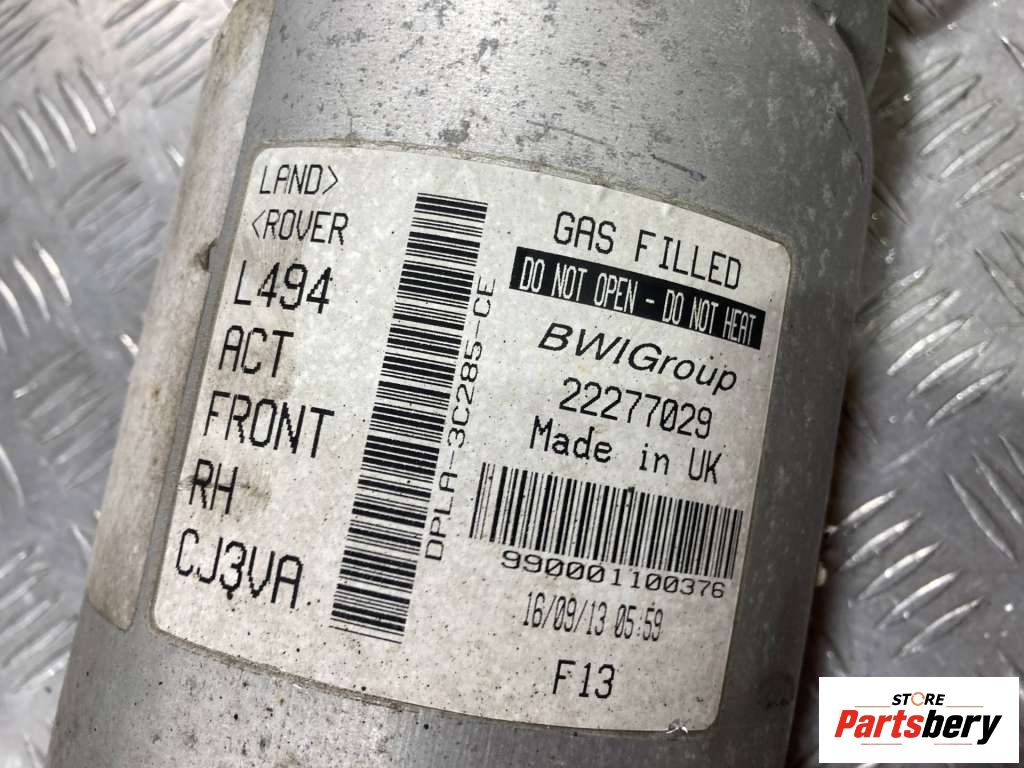 LAND>
<ROVER
L494
ACT
FRONT
RH
CJ3VA
DPLA-3C285-CE
GAS FILLED
DO NOT OPEN - DO NOT HEAT
BWIGroup
22277029
Made in UK
990001100376
16/09/13 05:59
F13
STORE
Partsbery